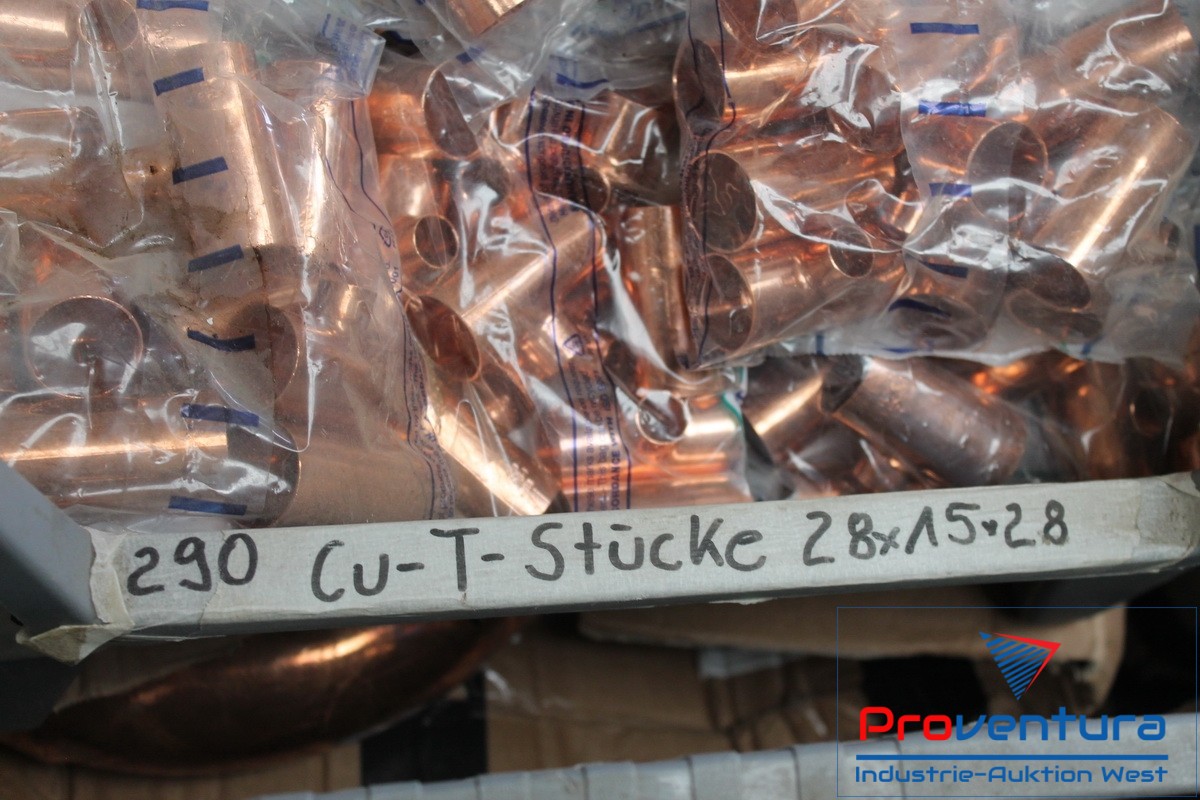 290 Cu-T-Stücke 28x15x28
Proventura
Industrie-Auktion West